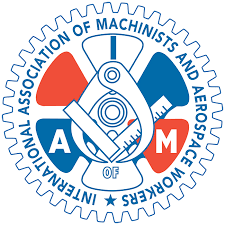 INTERNATIONAL ASSOCIATION OF MACHINISTS AND AEROSPACE WORKERS
I
A M
OF